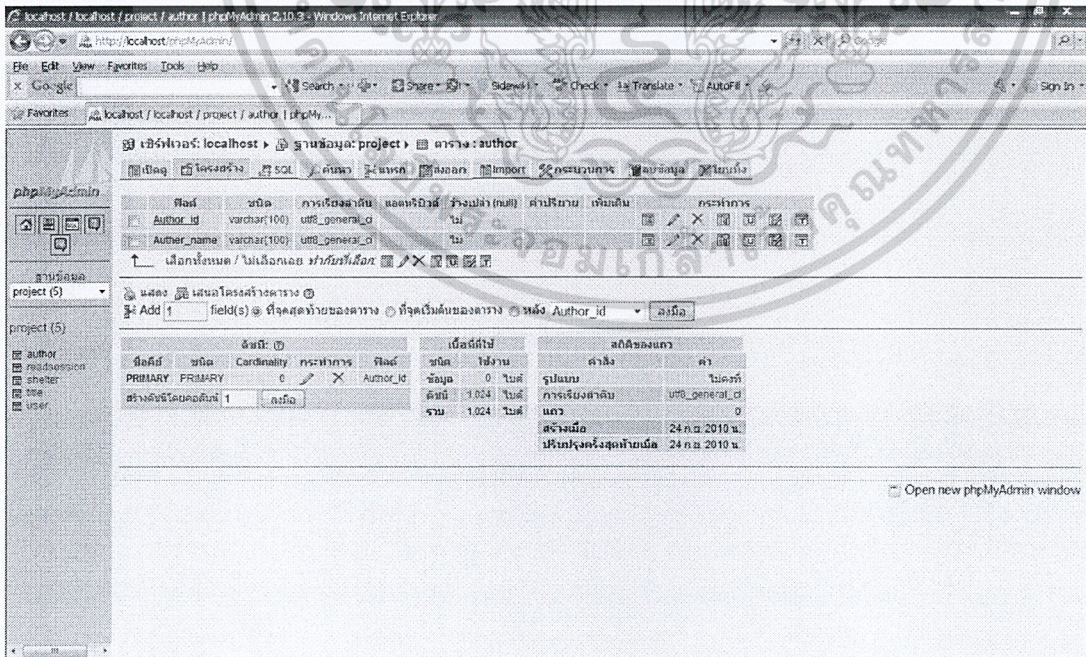 localhost / localhost / project / author | phpMyAdmin 2.10.3 - Windows Internet Explorer
http://localhost/phpMyAdmin/
File Edit View Favorites Tools Help
Google Search Share Sidewiki Check Translate AutoFill Sign In
Favorites localhost / localhost / project / author | phpMy...
เซิร์ฟเวอร์: localhost ▸ ฐานข้อมูล: project ▸ ตาราง : author
เปิดดู โครงสร้าง SQL ค้นหา แทรก ส่งออก Import กระบวนการ ลบข้อมูล โยนทิ้ง
phpMyAdmin
ฐานข้อมูล
project (5)
project (5)
author
readsession
shelter
title
user
ฟิลด์ ชนิด การเรียงลำดับ แอตทริบิวต์ ว่างเปล่า (null) ค่าปริยาย เพิ่มเติม กระทำการ
Author_id varchar(100) utf8_general_ci ไม่
Auther_name varchar(100) utf8_general_ci ไม่
เลือกทั้งหมด / ไม่เลือกเลย ทำกับที่เลือก:
แสดง เสนอโครงสร้างตาราง
Add 1 field(s) ที่จุดสุดท้ายของตาราง ที่จุดเริ่มต้นของตาราง หลัง Author_id ลงมือ
ดัชนี:
ชื่อคีย์ ชนิด Cardinality กระทำการ ฟิลด์
PRIMARY PRIMARY 0 Author_id
สร้างดัชนีโดยคอลัมน์ 1 ลงมือ
เนื้อที่ที่ใช้
ชนิด ใช้งาน
ข้อมูล 0 ไบต์
ดัชนี 1,024 ไบต์
รวม 1,024 ไบต์
สถิติของแถว
คำสั่ง ค่า
รูปแบบ ไม่คงที่
การเรียงลำดับ utf8_general_ci
แถว 0
สร้างเมื่อ 24 ก.ย. 2010 น.
ปรับปรุงครั้งสุดท้ายเมื่อ 24 ก.ย. 2010 น.
Open new phpMyAdmin window